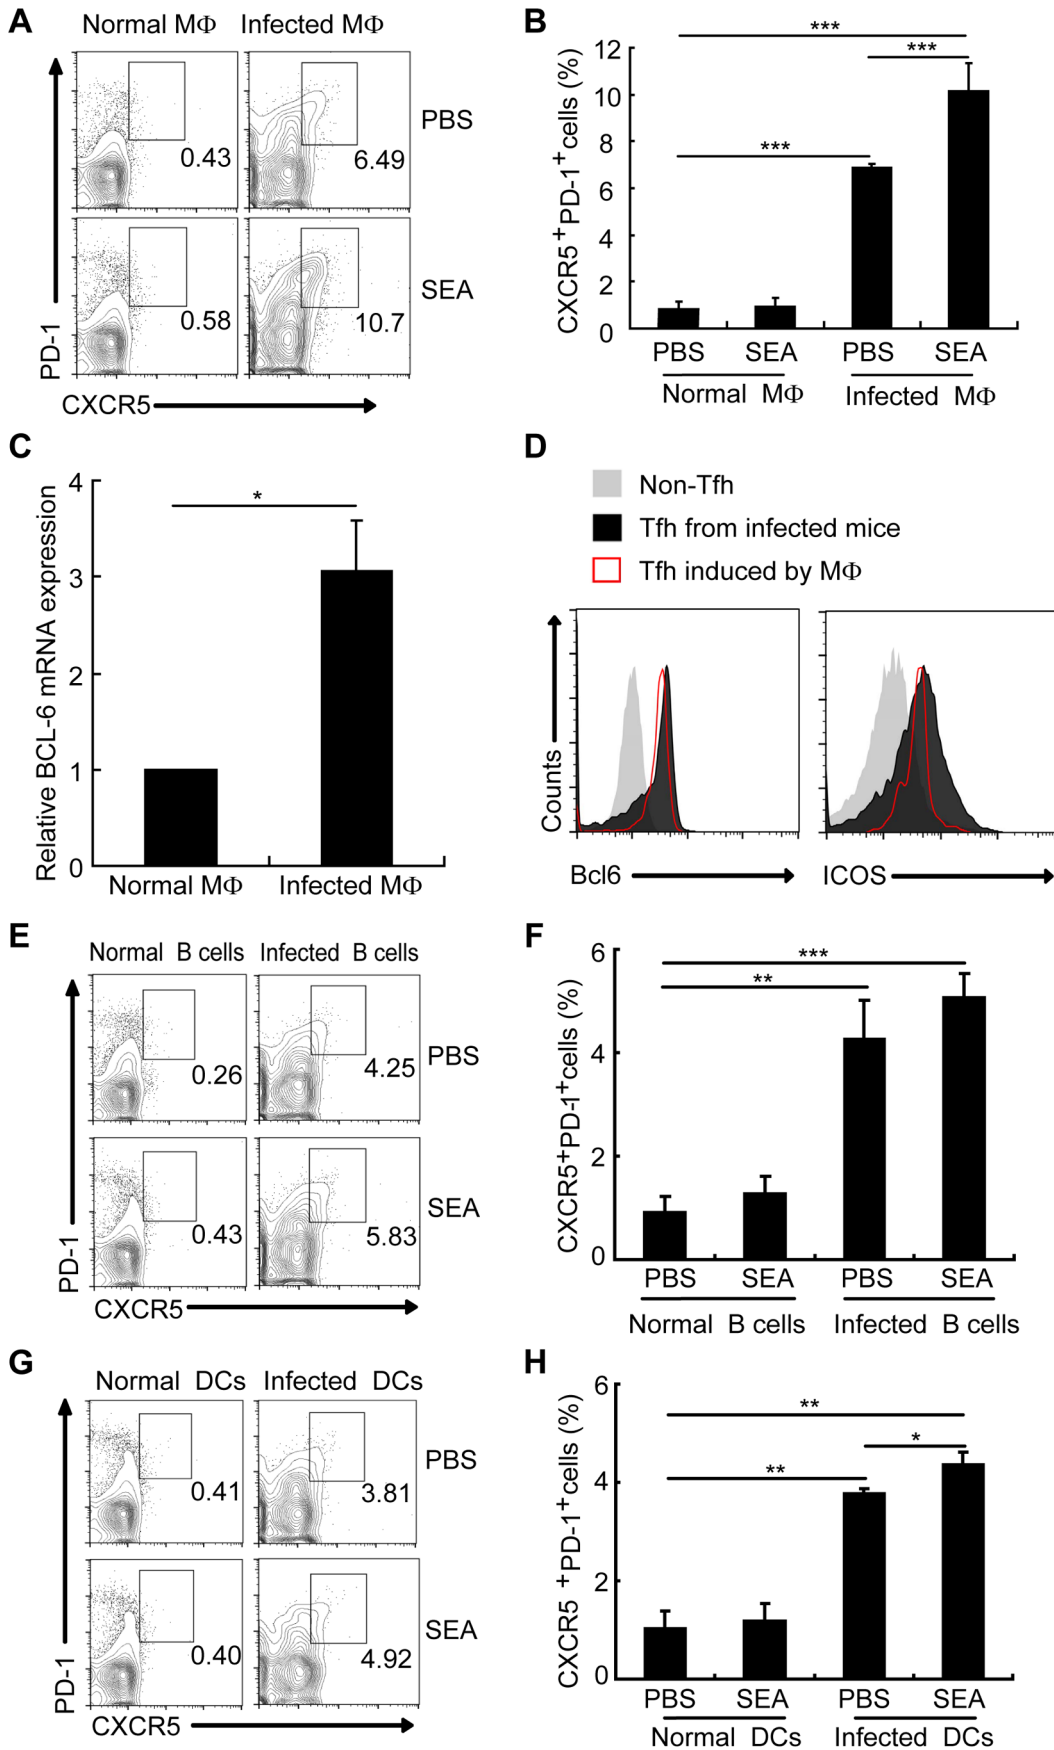 A
Normal MΦ Infected MΦ
0.43
6.49
PBS
0.58
10.7
SEA
PD-1
CXCR5
B
CXCR5+PD-1+cells (%)
12
10
8
6
4
2
0
***
***
***
PBS SEA PBS SEA
Normal MΦ Infected MΦ
C
Relative BCL-6 mRNA expression
4
3
2
1
0
*
Normal MΦ Infected MΦ
D
Non-Tfh
Tfh from infected mice
Tfh induced by MΦ
Counts
Bcl6
ICOS
E
Normal B cells Infected B cells
0.26
4.25
PBS
0.43
5.83
SEA
PD-1
CXCR5
F
CXCR5+PD-1+cells (%)
6
4
2
0
***
**
PBS SEA PBS SEA
Normal B cells Infected B cells
G
Normal DCs Infected DCs
0.41
3.81
PBS
0.40
4.92
SEA
PD-1
CXCR5
H
CXCR5 +PD-1+cells (%)
6
4
2
0
**
*
**
PBS SEA PBS SEA
Normal DCs Infected DCs